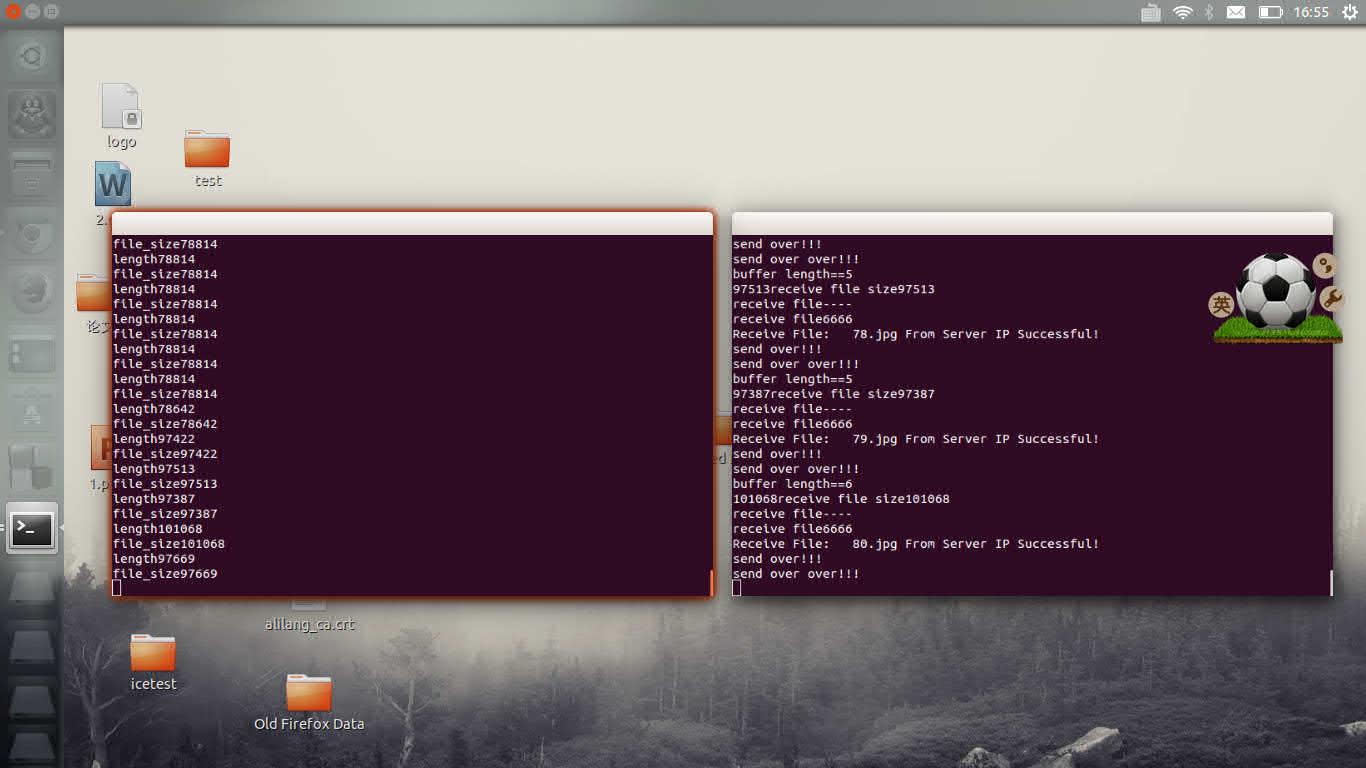 16:55
logo
test
W
2.
论文
1.p
ed
file_size78814
length78814
file_size78814
length78814
file_size78814
length78814
file_size78814
length78814
file_size78814
length78814
file_size78814
length78642
file_size78642
length97422
file_size97422
length97513
file_size97513
length97387
file_size97387
length101068
file_size101068
length97669
file_size97669
send over!!!
send over over!!!
buffer length==5
97513receive file size97513
receive file----
receive file6666
Receive File:   78.jpg From Server IP Successful!
send over!!!
send over over!!!
buffer length==5
97387receive file size97387
receive file----
receive file6666
Receive File:   79.jpg From Server IP Successful!
send over!!!
send over over!!!
buffer length==6
101068receive file size101068
receive file----
receive file6666
Receive File:   80.jpg From Server IP Successful!
send over!!!
send over over!!!
英
>_
alilang_ca.crt
icetest
Old Firefox Data